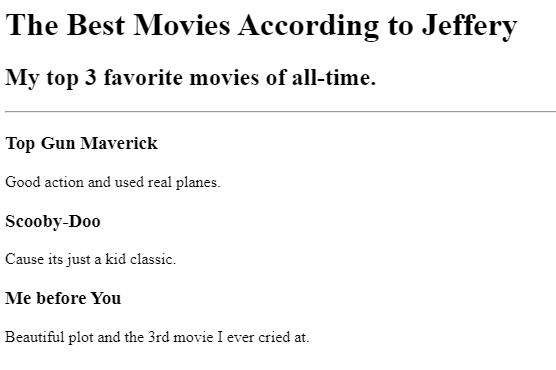 The Best Movies According to Jeffery
My top 3 favorite movies of all-time.
Top Gun Maverick
Good action and used real planes.
Scooby-Doo
Cause its just a kid classic.
Me before You
Beautiful plot and the 3rd movie I ever cried at.